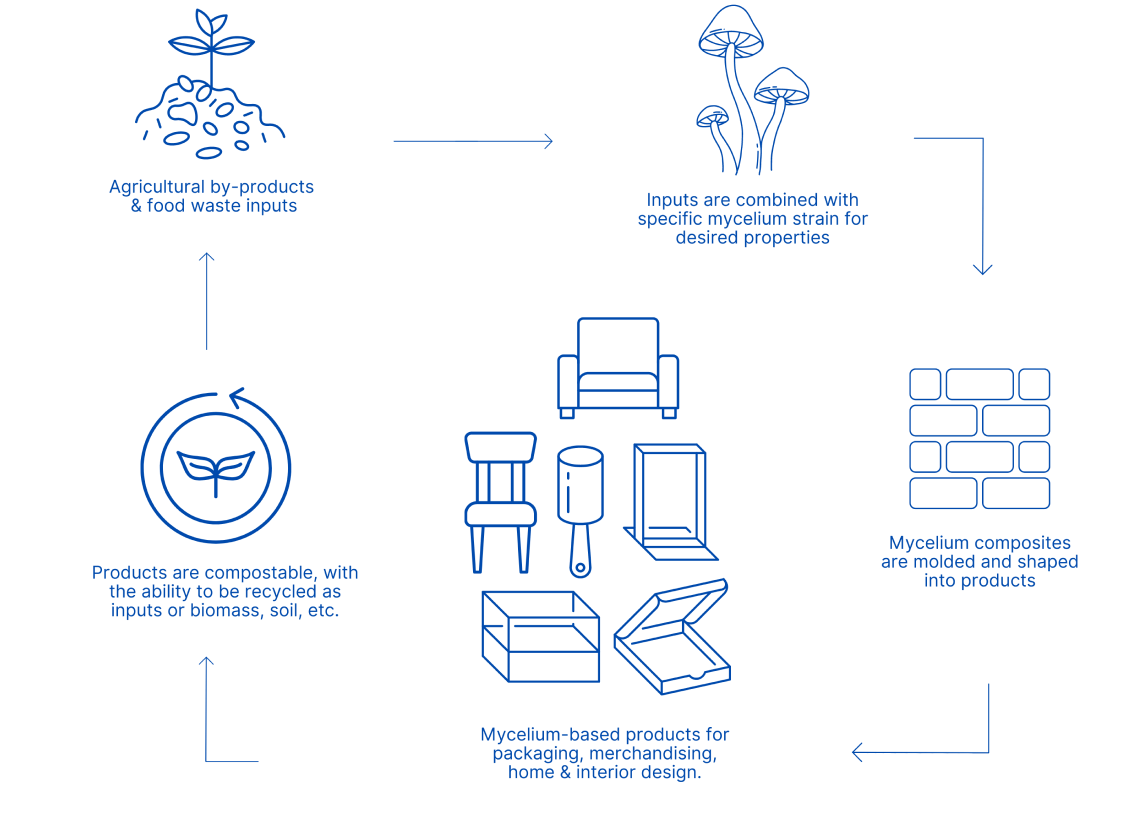 Agricultural by-products
& food waste inputs
Inputs are combined with
specific mycelium strain for
desired properties
Mycelium composites
are molded and shaped
into products
Mycelium-based products for
packaging, merchandising,
home & interior design.
Products are compostable, with
the ability to be recycled as
inputs or biomass, soil, etc.